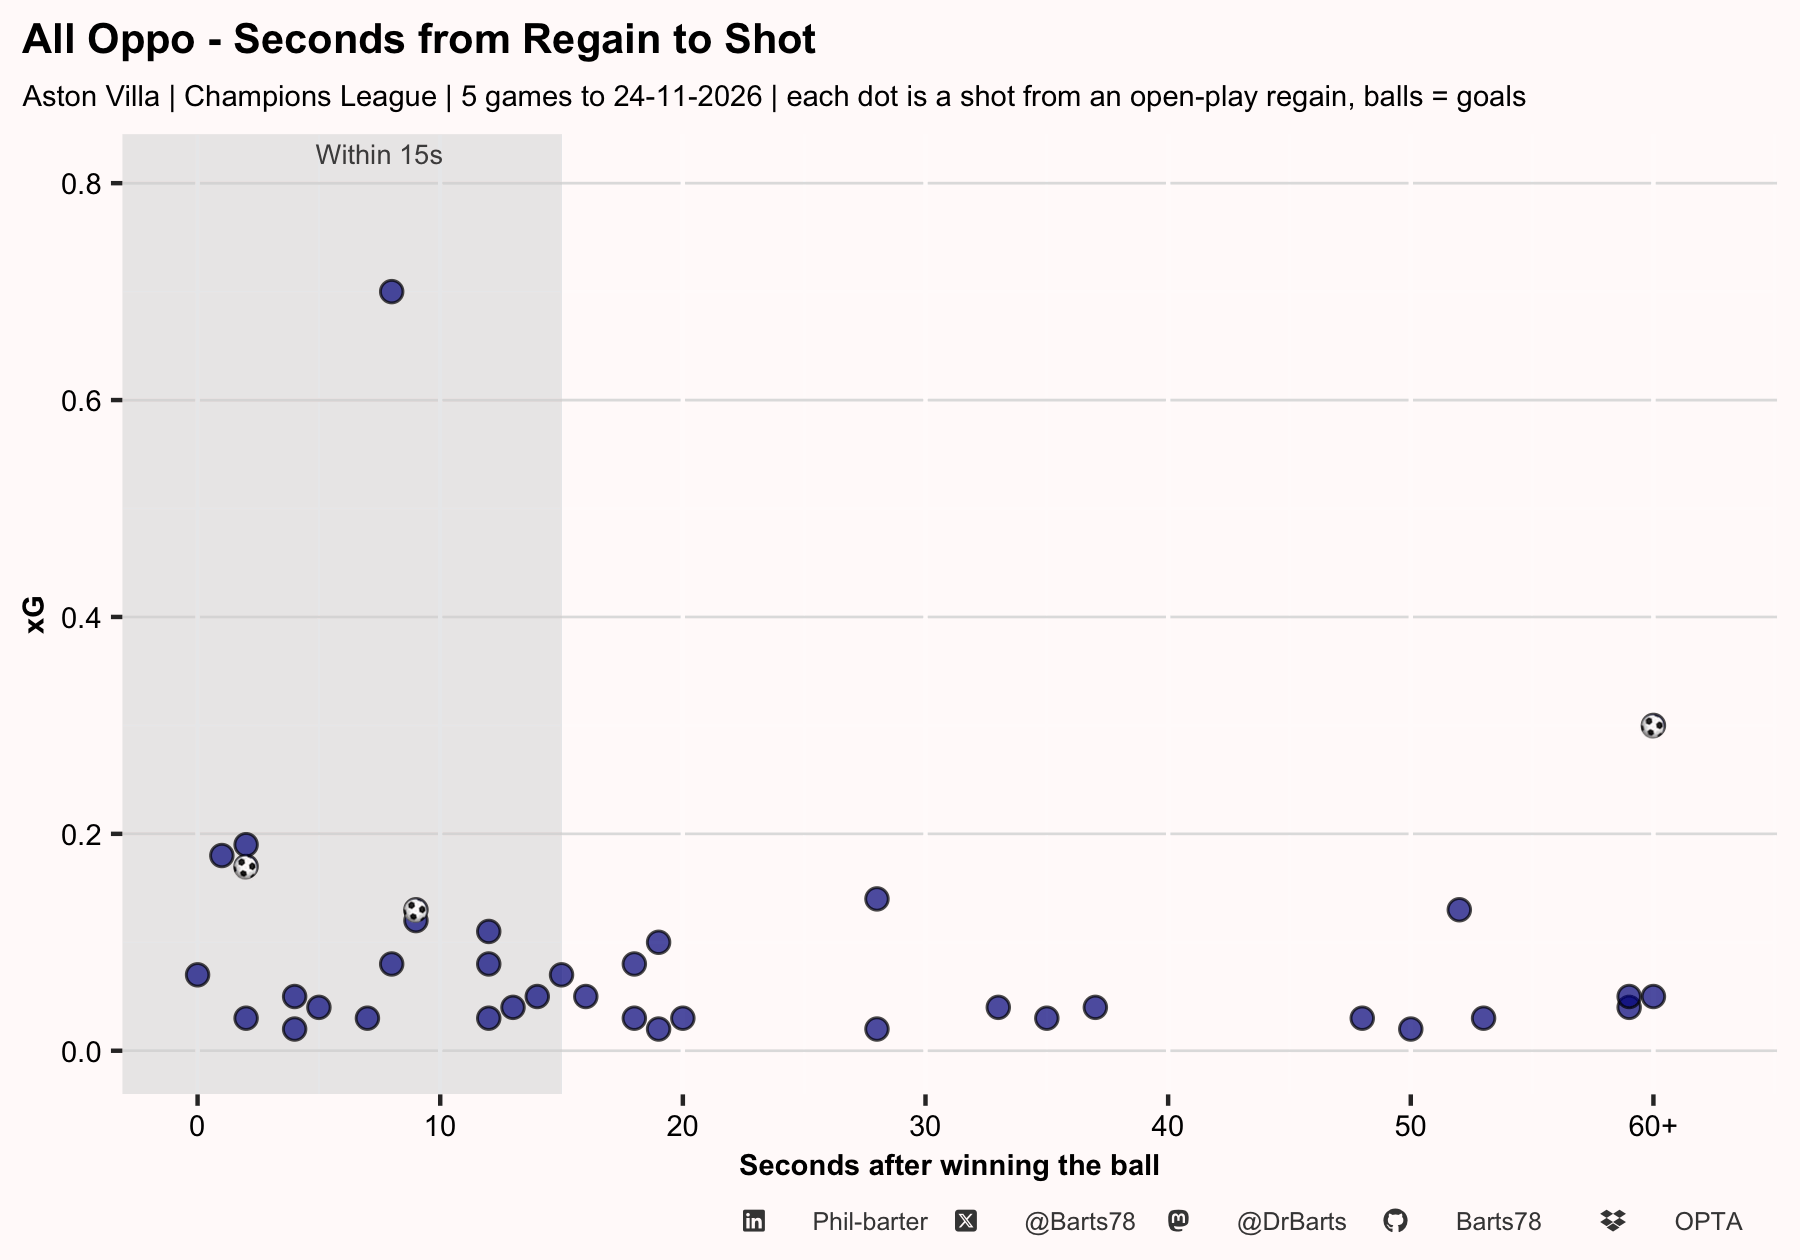 All Oppo - Seconds from Regain to Shot
Aston Villa | Champions League | 5 games to 24-11-2026 | each dot is a shot from an open-play regain, balls = goals
Within 15s
0.8
0.6
xG
0.4
0.2
0.0
0 10 20 30 40 50 60+
Seconds after winning the ball
Phil-barter @Barts78 @DrBarts Barts78 OPTA